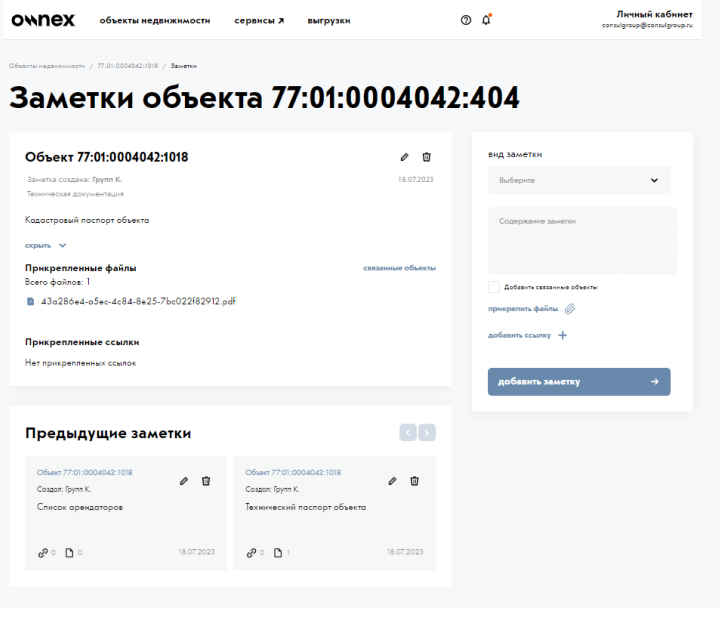 ownex объекты недвижимости сервисы ↗ выгрузки Личный кабинет
consulgroup@consulgroup.ru
Объекты недвижимости / 77:01:0004042:1018 / Заметки
Заметки объекта 77:01:0004042:404
Объект 77:01:0004042:1018
Заметка создана: Групп К. 18.07.2023
Техническая документация
Кадастровый паспорт объекта
скрыть
Прикрепленные файлы связанные объекты
Всего файлов: 1
43a286e4-a5ec-4c84-8e25-7bc022f82912.pdf
Прикрепленные ссылки
Нет прикрепленных ссылок
вид заметки
Выберите
Содержание заметки
Добавить связанные объекты
прикрепить файлы
добавить ссылку +
добавить заметку →
Предыдущие заметки
Объект 77:01:0004042:1018
Создал: Групп К.
Список арендаторов
0 0 18.07.2023
Объект 77:01:0004042:1018
Создал: Групп К.
Технический паспорт объекта
0 1 18.07.2023